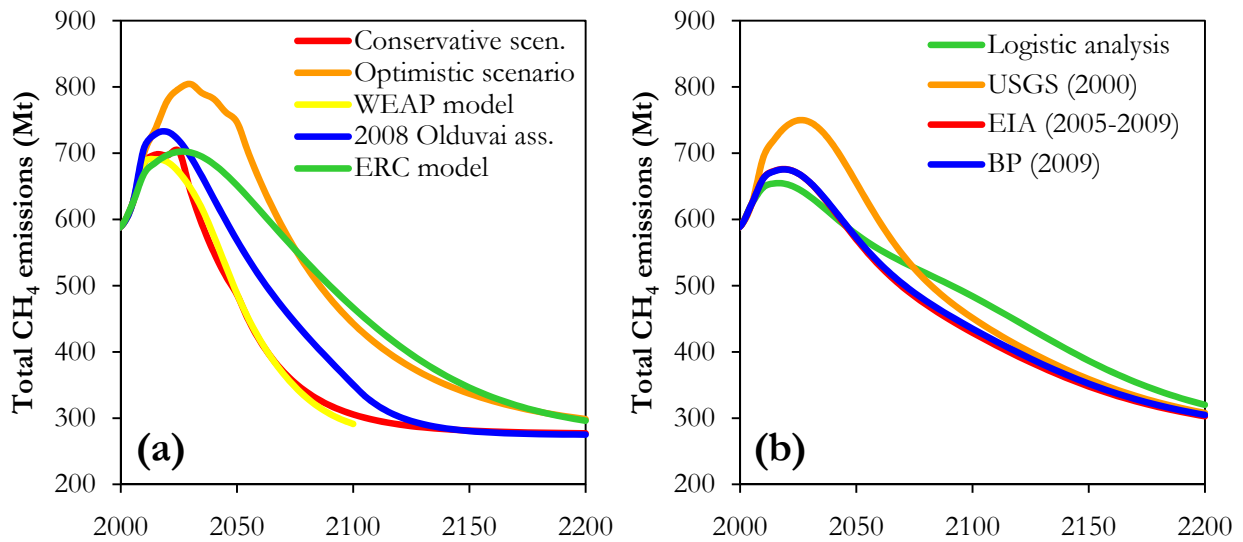 900
800
700
600
500
400
300
200
Total CH₄ emissions (Mt)
Conservative scen.
Optimistic scenario
WEAP model
2008 Olduvai ass.
ERC model
(a)
2000 2050 2100 2150 2200
900
800
700
600
500
400
300
200
Total CH₄ emissions (Mt)
Logistic analysis
USGS (2000)
EIA (2005-2009)
BP (2009)
(b)
2000 2050 2100 2150 2200